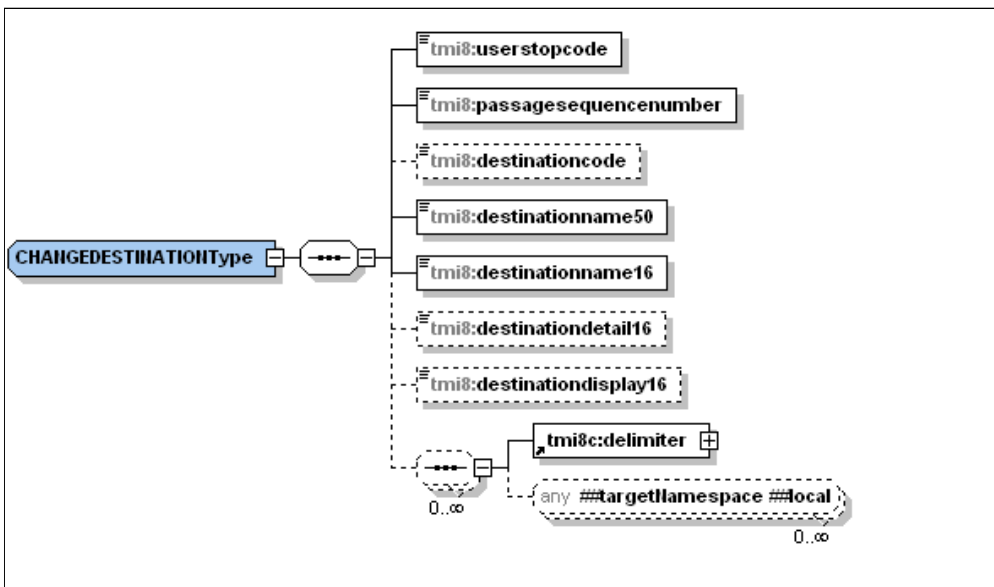 tmi8:userstopcode
tmi8:passagesequencenumber
tmi8:destinationcode
tmi8:destinationname50
CHANGEDESTINATIONType
tmi8:destinationname16
tmi8:destinationdetail16
tmi8:destinationdisplay16
tmi8c:delimiter
0..∞
any ##targetNamespace ##local
0..∞